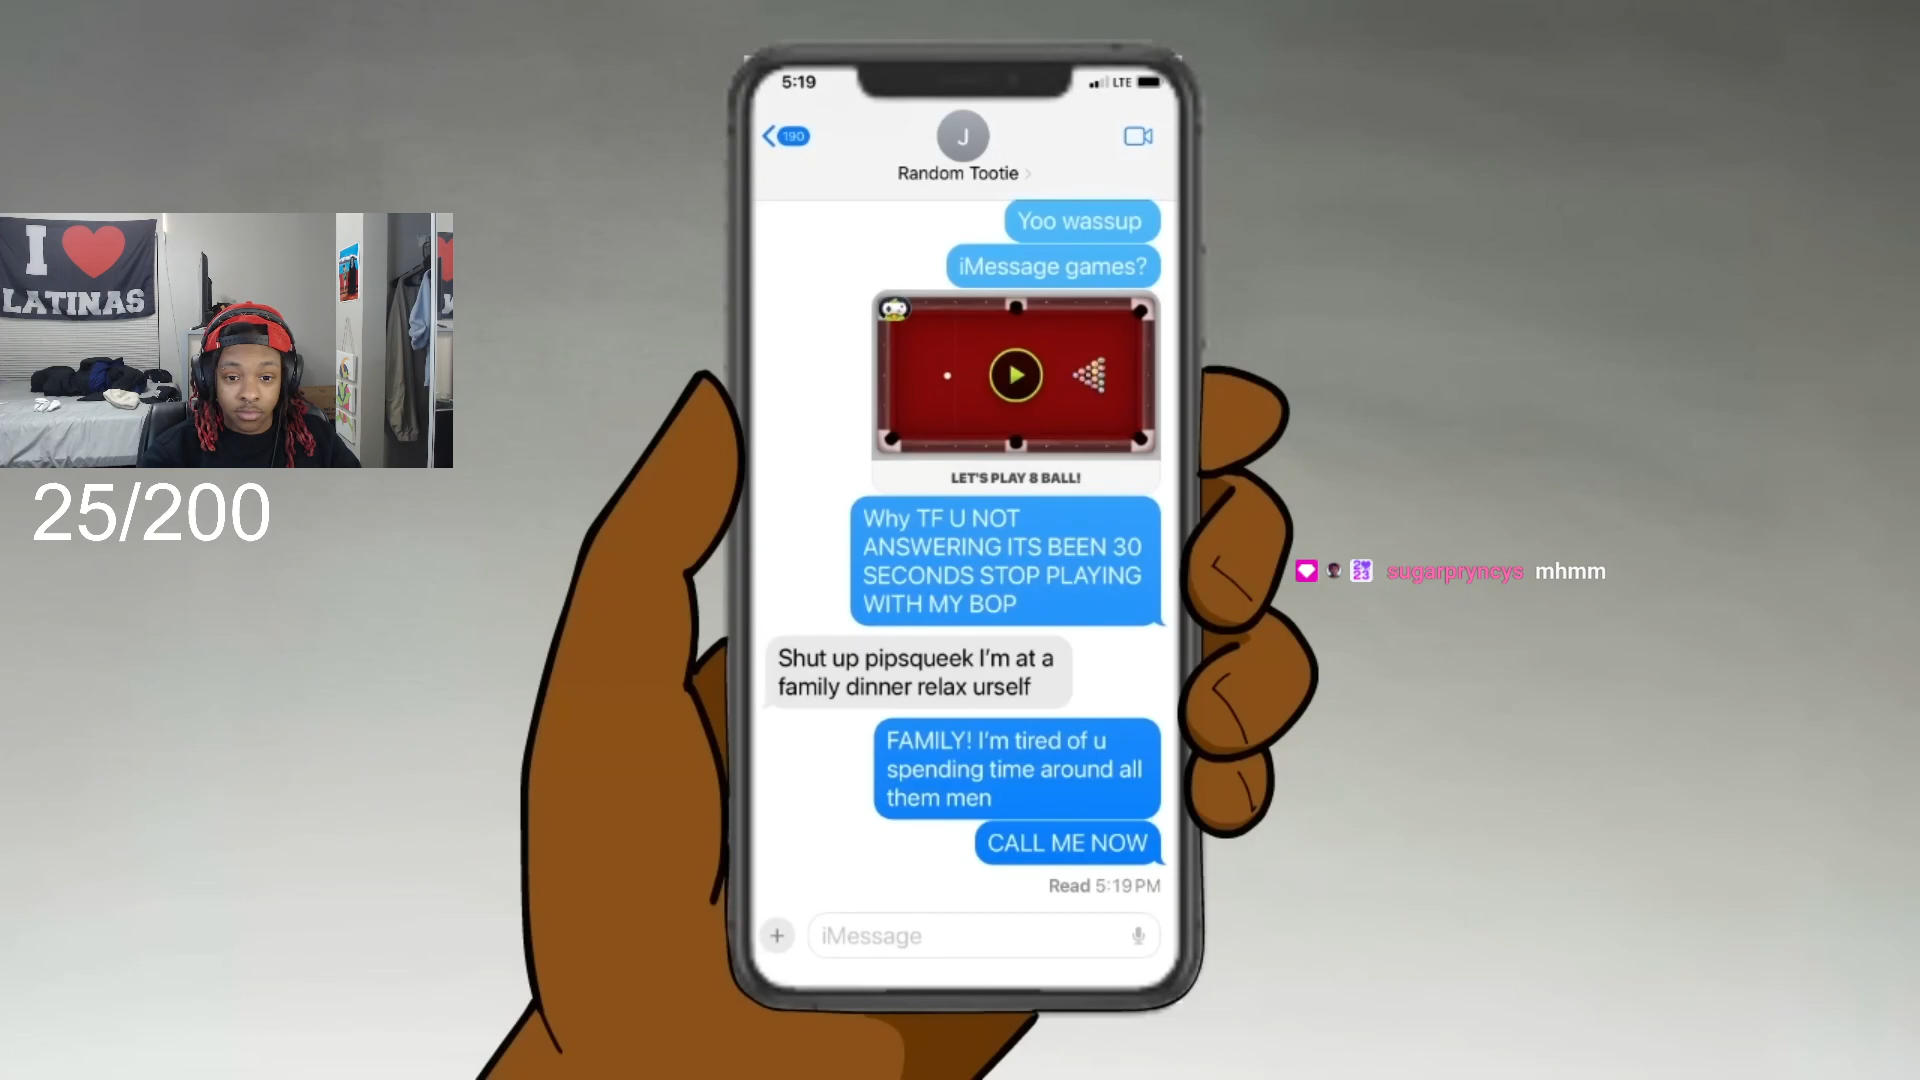 5:19
LTE
190
J
Random Tootie
Yoo wassup
iMessage games?
LET'S PLAY 8 BALL!
Why TF U NOT
ANSWERING ITS BEEN 30
SECONDS STOP PLAYING
WITH MY BOP
Shut up pipsqueek I'm at a
family dinner relax urself
FAMILY! I'm tired of u
spending time around all
them men
CALL ME NOW
Read 5:19 PM
iMessage
I
LATINAS
25/200
2023
sugarpryncys mhmm